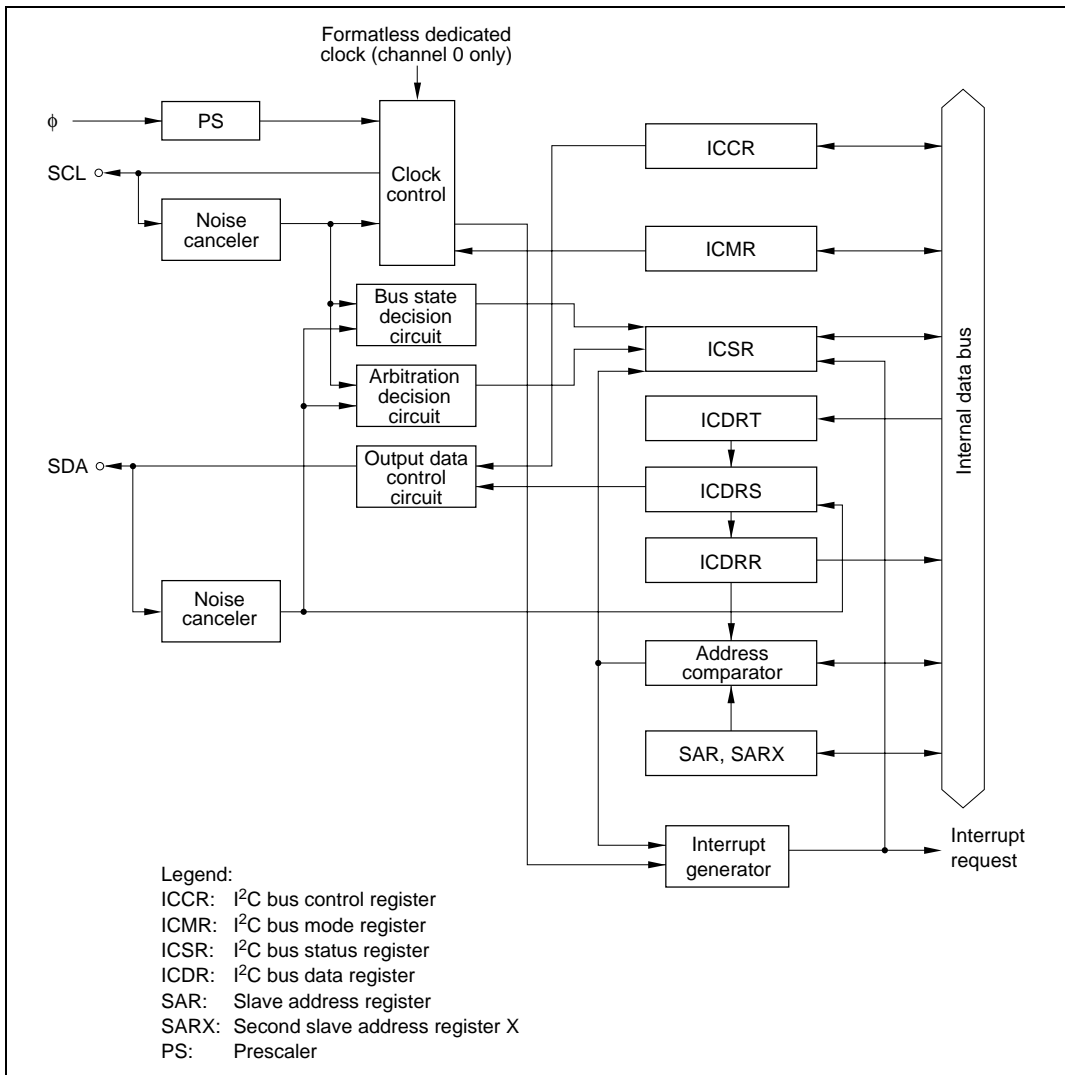 Formatless dedicated
clock (channel 0 only)
ϕ
PS
SCL
Clock
control
Noise
canceler
ICCR
ICMR
Bus state
decision
circuit
ICSR
Arbitration
decision
circuit
ICDRT
SDA
Output data
control
circuit
ICDRS
ICDRR
Noise
canceler
Address
comparator
SAR, SARX
Internal data bus
Interrupt
generator
Interrupt
request
Legend:
ICCR: I²C bus control register
ICMR: I²C bus mode register
ICSR: I²C bus status register
ICDR: I²C bus data register
SAR: Slave address register
SARX: Second slave address register X
PS: Prescaler